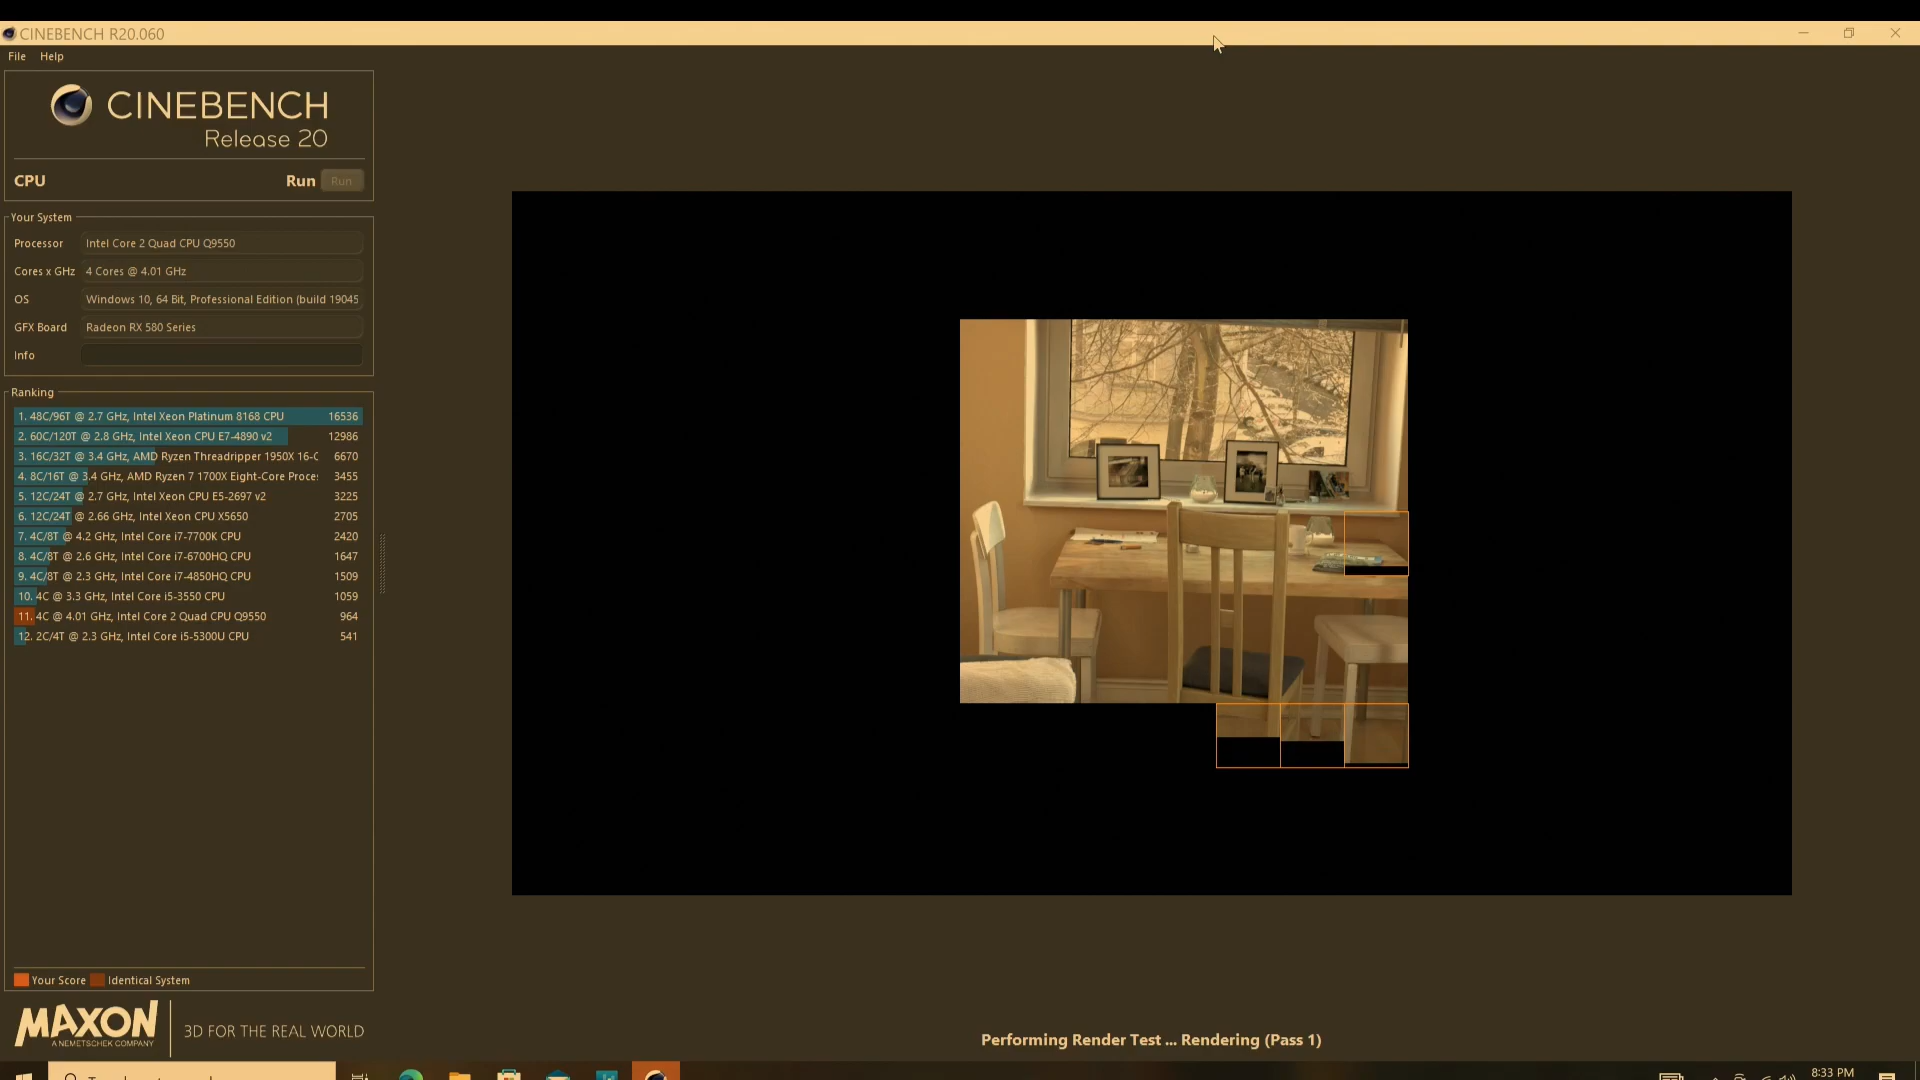 CINEBENCH R20.060
File Help
CINEBENCH
Release 20
CPU Run Run
Your System
Processor Intel Core 2 Quad CPU Q9550
Cores x GHz 4 Cores @ 4.01 GHz
OS Windows 10, 64 Bit, Professional Edition (build 19045
GFX Board Radeon RX 580 Series
Info
Ranking
1. 48C/96T @ 2.7 GHz, Intel Xeon Platinum 8168 CPU 16536
2. 60C/120T @ 2.8 GHz, Intel Xeon CPU E7-4890 v2 12986
3. 16C/32T @ 3.4 GHz, AMD Ryzen Threadripper 1950X 16-C 6670
4. 8C/16T @ 3.4 GHz, AMD Ryzen 7 1700X Eight-Core Proce: 3455
5. 12C/24T @ 2.7 GHz, Intel Xeon CPU E5-2697 v2 3225
6. 12C/24T @ 2.66 GHz, Intel Xeon CPU X5650 2705
7. 4C/8T @ 4.2 GHz, Intel Core i7-7700K CPU 2420
8. 4C/8T @ 2.6 GHz, Intel Core i7-6700HQ CPU 1647
9. 4C/8T @ 2.3 GHz, Intel Core i7-4850HQ CPU 1509
10. 4C @ 3.3 GHz, Intel Core i5-3550 CPU 1059
11. 4C @ 4.01 GHz, Intel Core 2 Quad CPU Q9550 964
12. 2C/4T @ 2.3 GHz, Intel Core i5-5300U CPU 541
Your Score Identical System
MAXON
A NEMETSCHEK COMPANY
3D FOR THE REAL WORLD
Performing Render Test ... Rendering (Pass 1)
8:33 PM